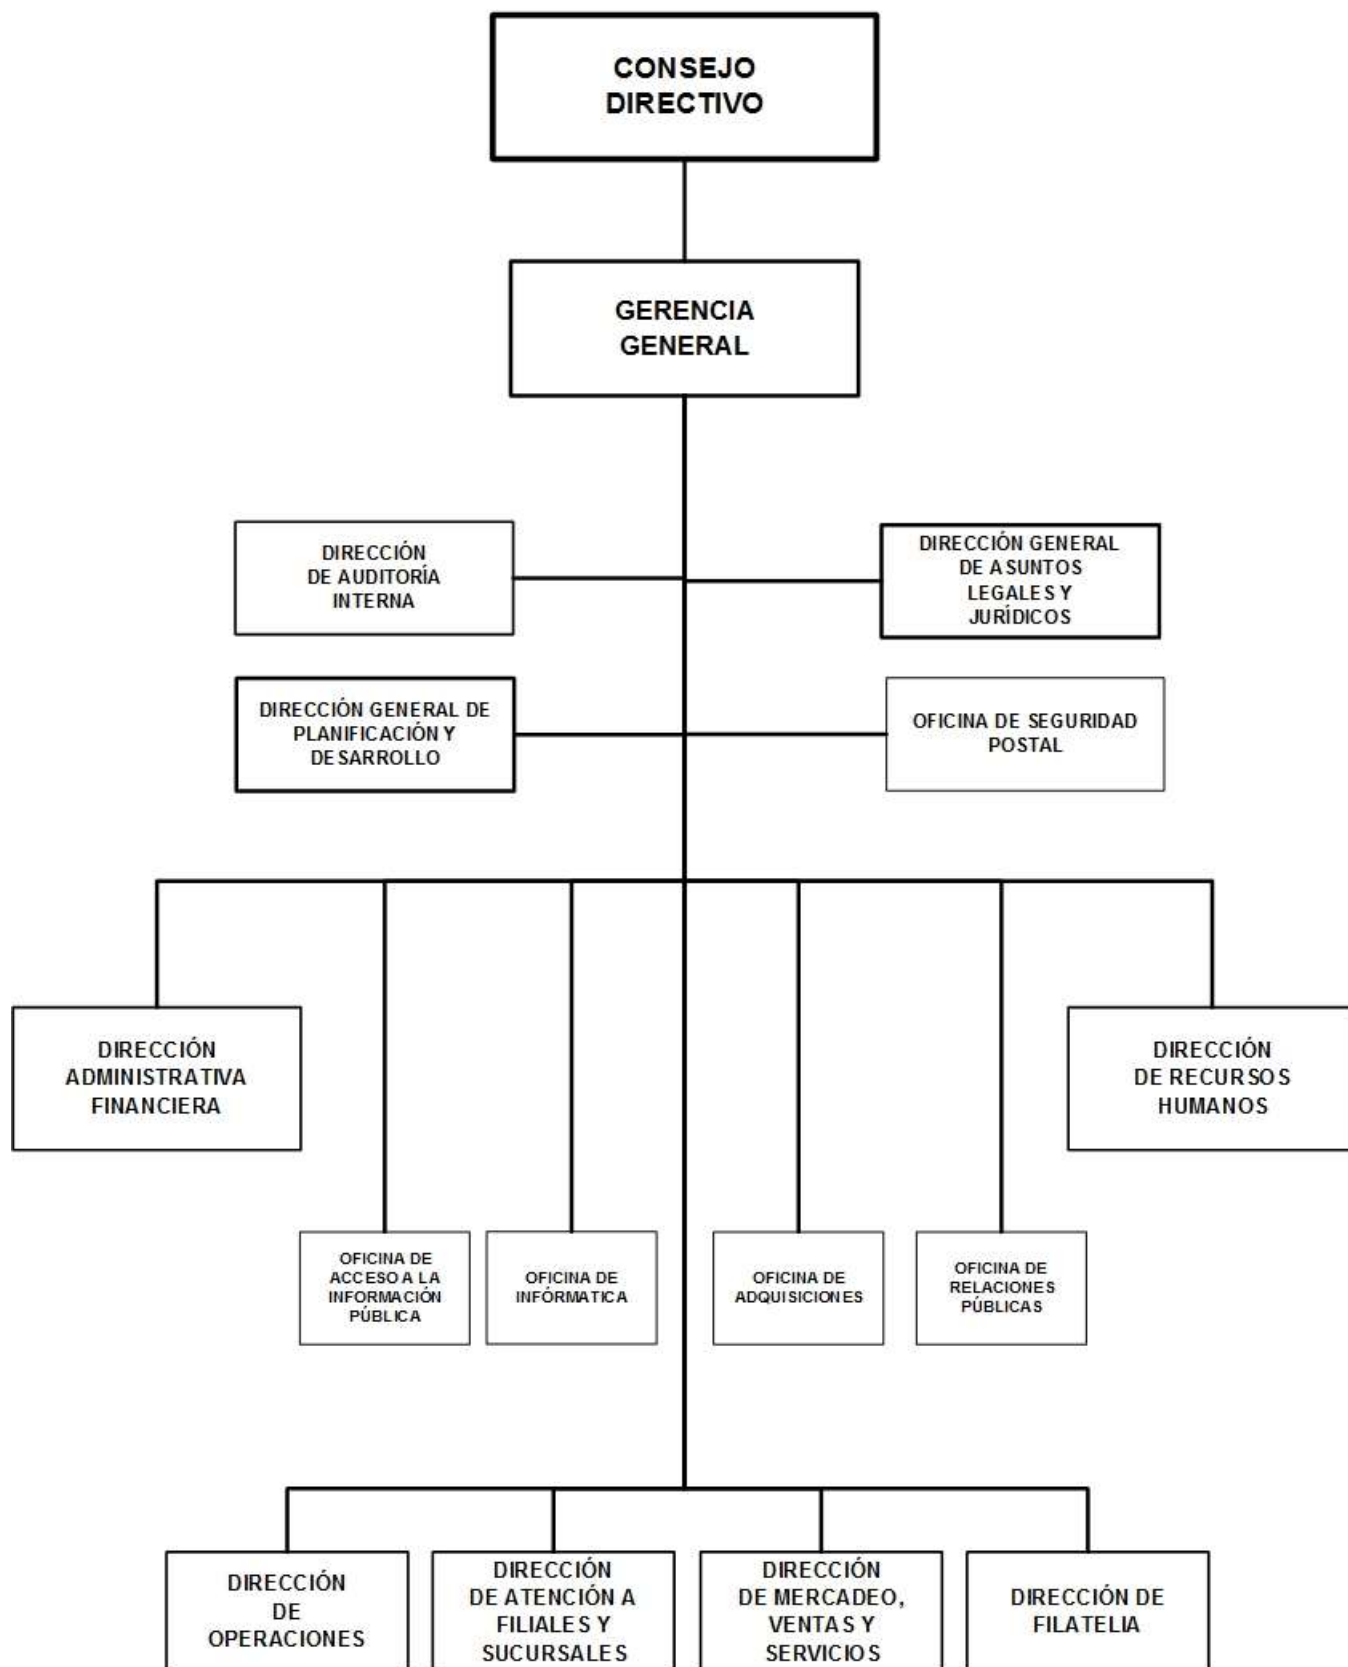 CONSEJO
DIRECTIVO
GERENCIA
GENERAL
DIRECCIÓN
DE AUDITORÍA
INTERNA
DIRECCIÓN GENERAL
DE ASUNTOS
LEGALES Y
JURÍDICOS
DIRECCIÓN GENERAL DE
PLANIFICACIÓN Y
DESARROLLO
OFICINA DE SEGURIDAD
POSTAL
DIRECCIÓN
ADMINISTRATIVA
FINANCIERA
DIRECCIÓN
DE RECURSOS
HUMANOS
OFICINA DE
ACCESO A LA
INFORMACIÓN
PÚBLICA
OFICINA DE
INFÓRMATICA
OFICINA DE
ADQUISICIONES
OFICINA DE
RELACIONES
PÚBLICAS
DIRECCIÓN
DE
OPERACIONES
DIRECCIÓN
DE ATENCIÓN A
FILIALES Y
SUCURSALES
DIRECCIÓN
DE MERCADEO,
VENTAS Y
SERVICIOS
DIRECCIÓN DE
FILATELIA